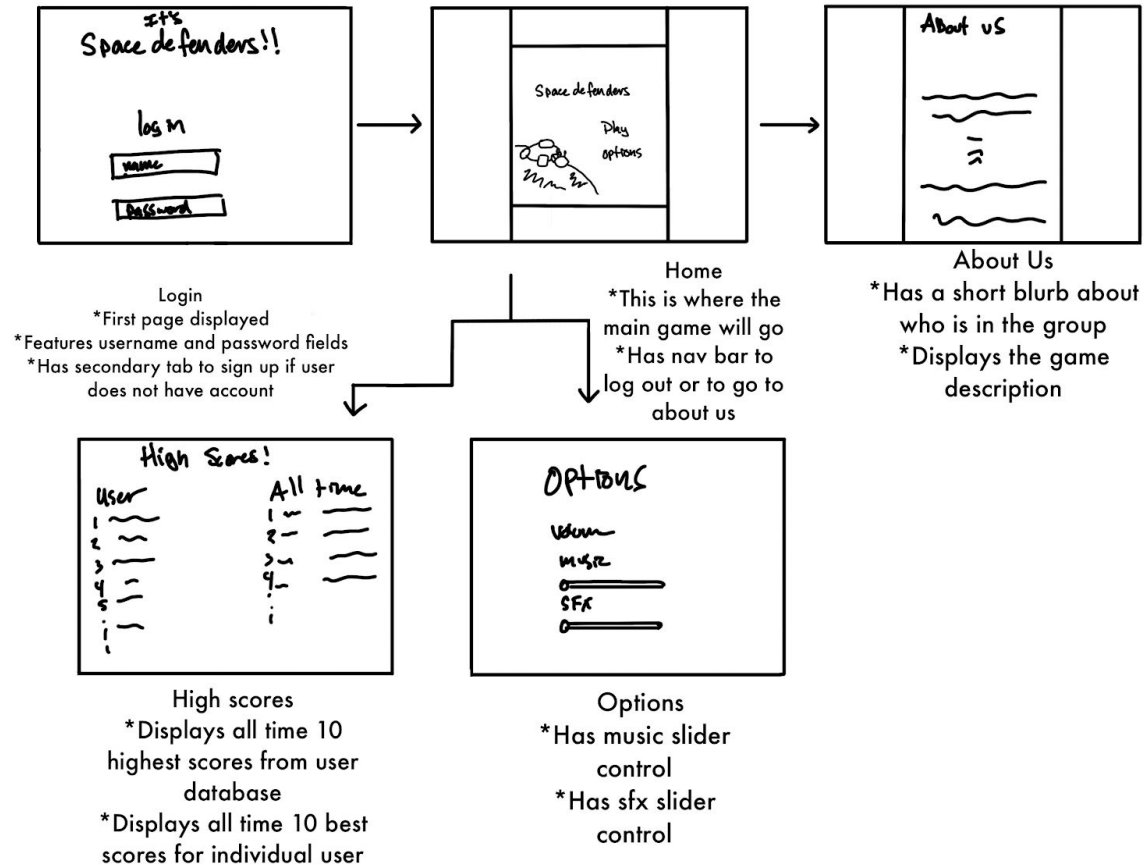 It's
Space defenders!!
log in
name
password
Space defenders
Play
options
About us
Login
*First page displayed
*Features username and password fields
*Has secondary tab to sign up if user
does not have account
Home
*This is where the
main game will go
*Has nav bar to
log out or to go to
about us
About Us
*Has a short blurb about
who is in the group
*Displays the game
description
High Scores!
User
1
2
3
4
5
All time
1
2
3
4
Options
Volume
music
SFX
High scores
*Displays all time 10
highest scores from user
database
*Displays all time 10 best
scores for individual user
Options
*Has music slider
control
*Has sfx slider
control